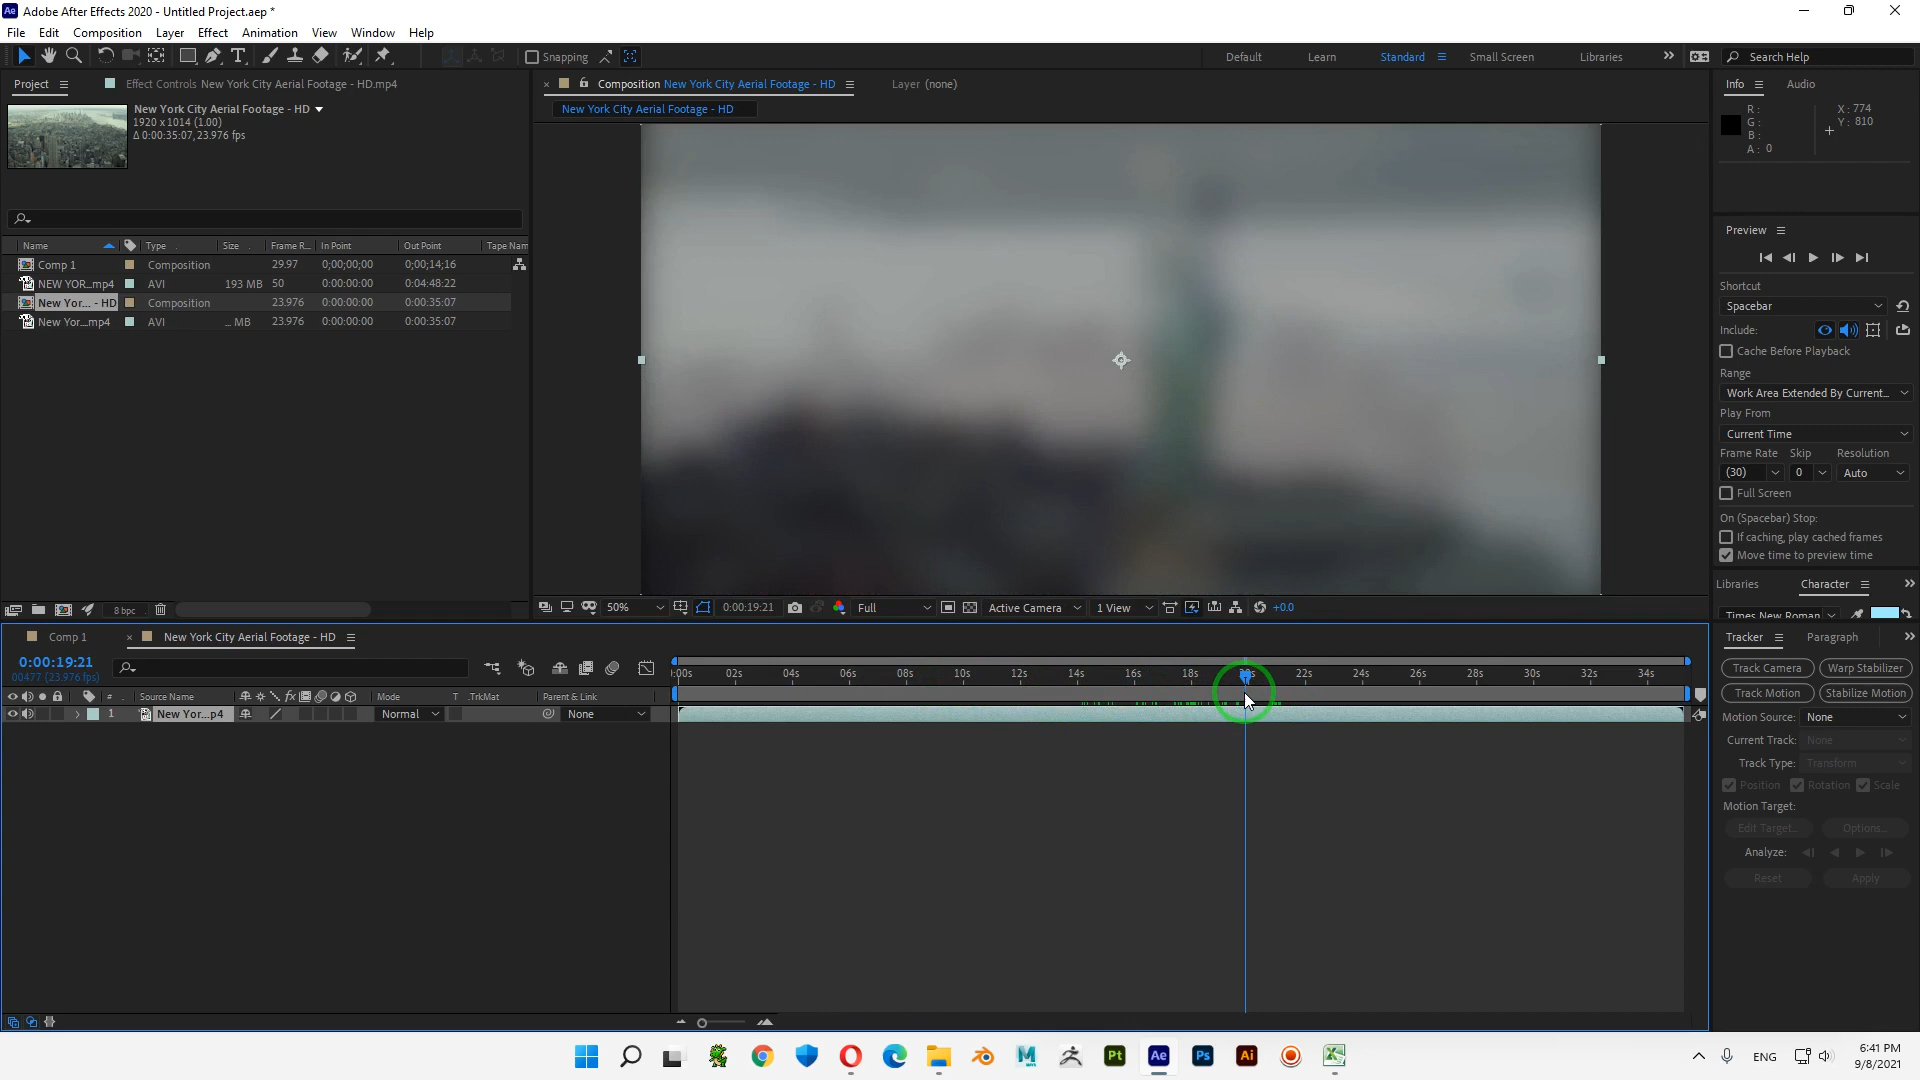 Ae Adobe After Effects 2020 - Untitled Project.aep *
File Edit Composition Layer Effect Animation View Window Help
Snapping
Default Learn Standard Small Screen Libraries Search Help
Project Effect Controls New York City Aerial Footage - HD.mp4
New York City Aerial Footage - HD
1920 x 1014 (1.00)
Δ 0:00:35:07, 23.976 fps
Name Type Size Frame R... In Point Out Point Tape Nam
Comp 1 Composition 29.97 0;00;00;00 0;00;14;16
NEW YOR...mp4 AVI 193 MB 50 0:00:00:00 0:04:48:22
New Yor... - HD Composition 23.976 0:00:00:00 0:00:35:07
New Yor...mp4 AVI ... MB 23.976 0:00:00:00 0:00:35:07
8 bpc
Composition New York City Aerial Footage - HD Layer (none)
New York City Aerial Footage - HD
50% 0:00:19:21 Full Active Camera 1 View +0.0
Info Audio
R: X: 774
G: Y: 810
B:
A: 0
Preview
Shortcut
Spacebar
Include:
Cache Before Playback
Range
Work Area Extended By Current...
Play From
Current Time
Frame Rate Skip Resolution
(30) 0 Auto
Full Screen
On (Spacebar) Stop:
If caching, play cached frames
Move time to preview time
Libraries Character
Times New Roman
Comp 1 New York City Aerial Footage - HD
0:00:19:21
00477 (23.976 fps)
:00s 02s 04s 06s 08s 10s 12s 14s 16s 18s 22s 24s 26s 28s 30s 32s 34s
# Source Name fx Mode T .TrkMat Parent & Link
1 New Yor...p4 Normal None
Tracker Paragraph
Track Camera Warp Stabilizer
Track Motion Stabilize Motion
Motion Source: None
Current Track: None
Track Type: Transform
Position Rotation Scale
Motion Target:
Edit Target... Options...
Analyze:
Reset Apply
Pt Ae Ps Ai
ENG
6:41 PM
9/8/2021